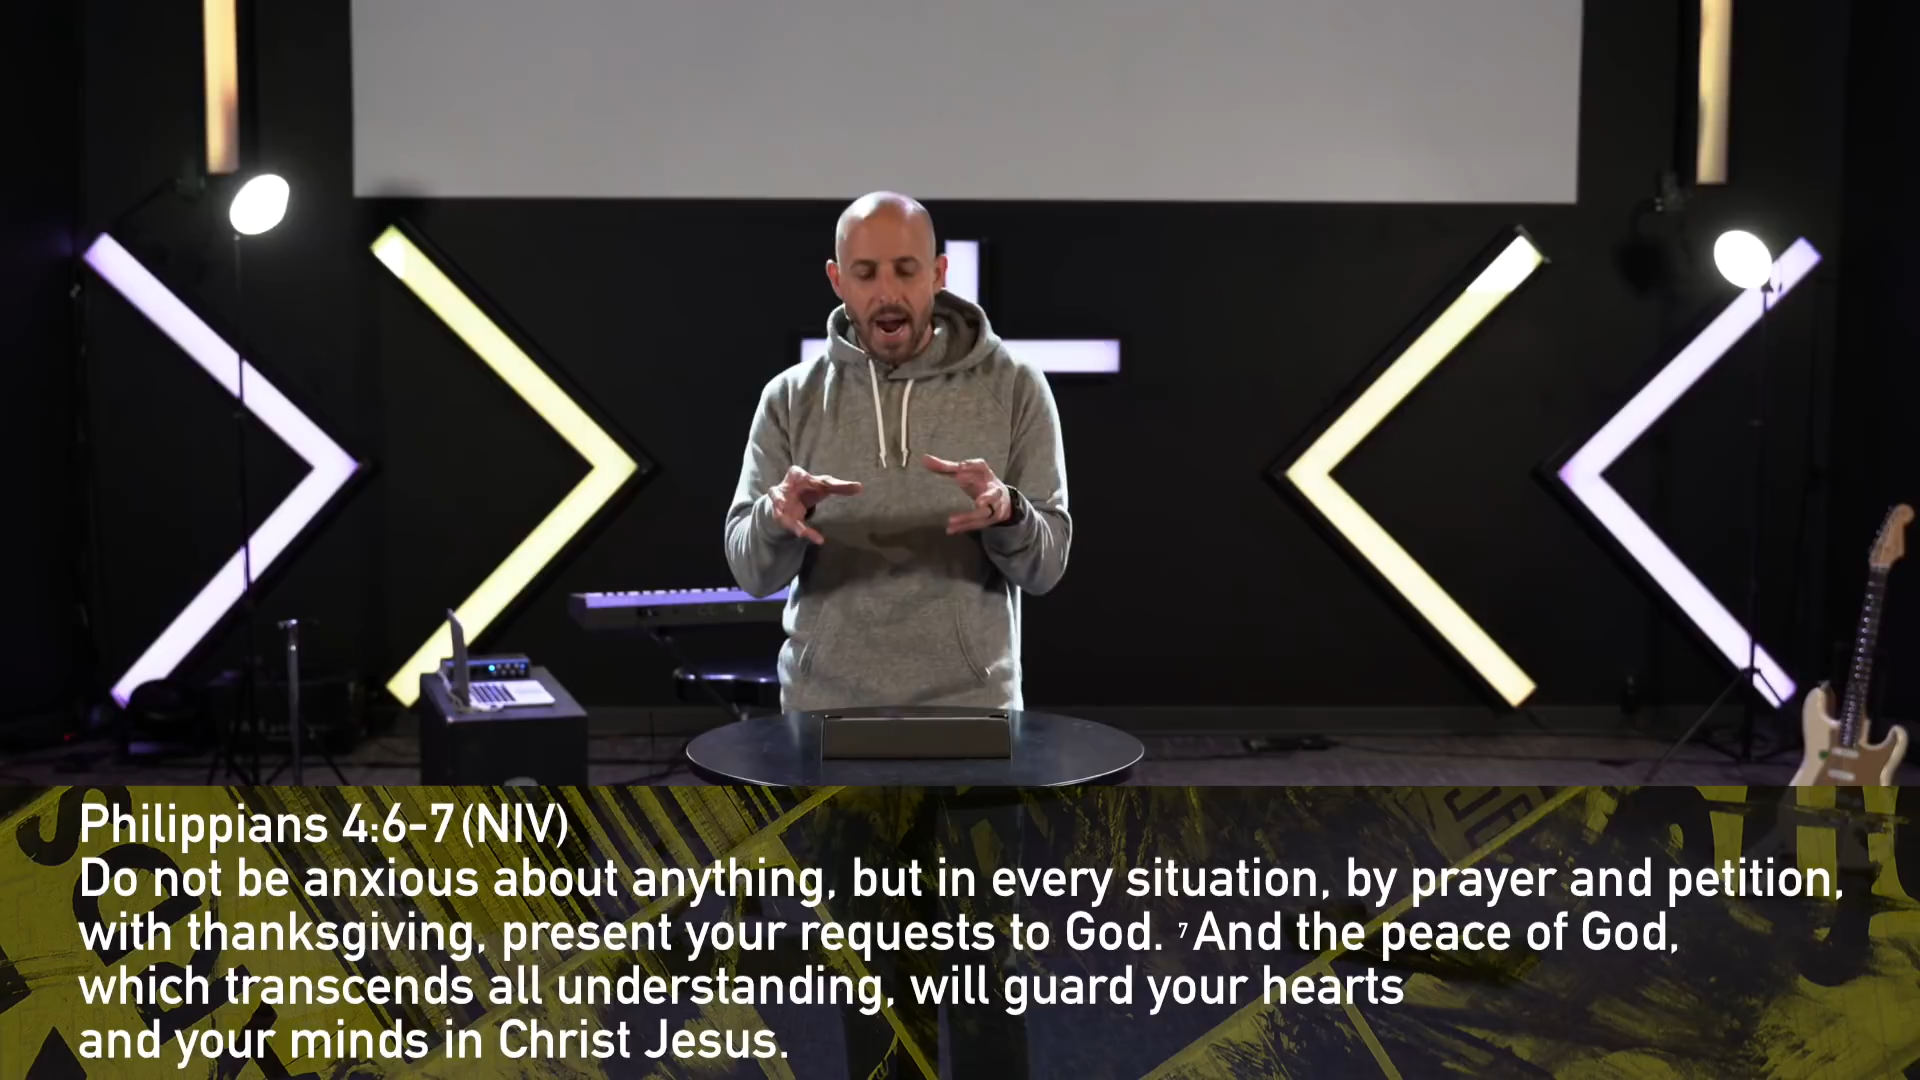 Philippians 4:6-7 (NIV)
Do not be anxious about anything, but in every situation, by prayer and petition,
with thanksgiving, present your requests to God. ⁷ And the peace of God,
which transcends all understanding, will guard your hearts
and your minds in Christ Jesus.